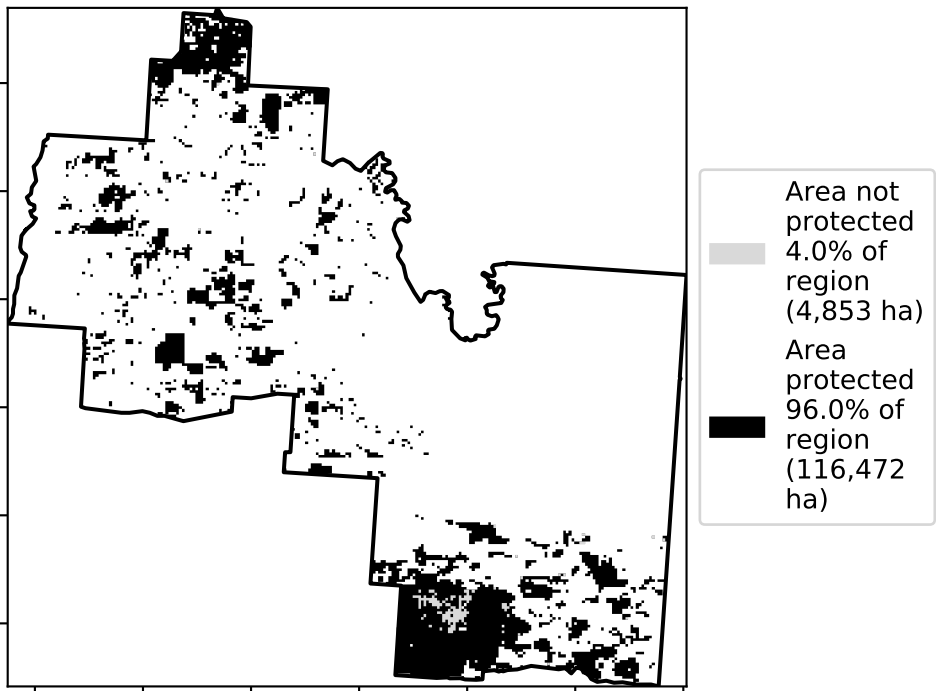 Area not
protected
4.0% of
region
(4,853 ha)
Area
protected
96.0% of
region
(116,472
ha)